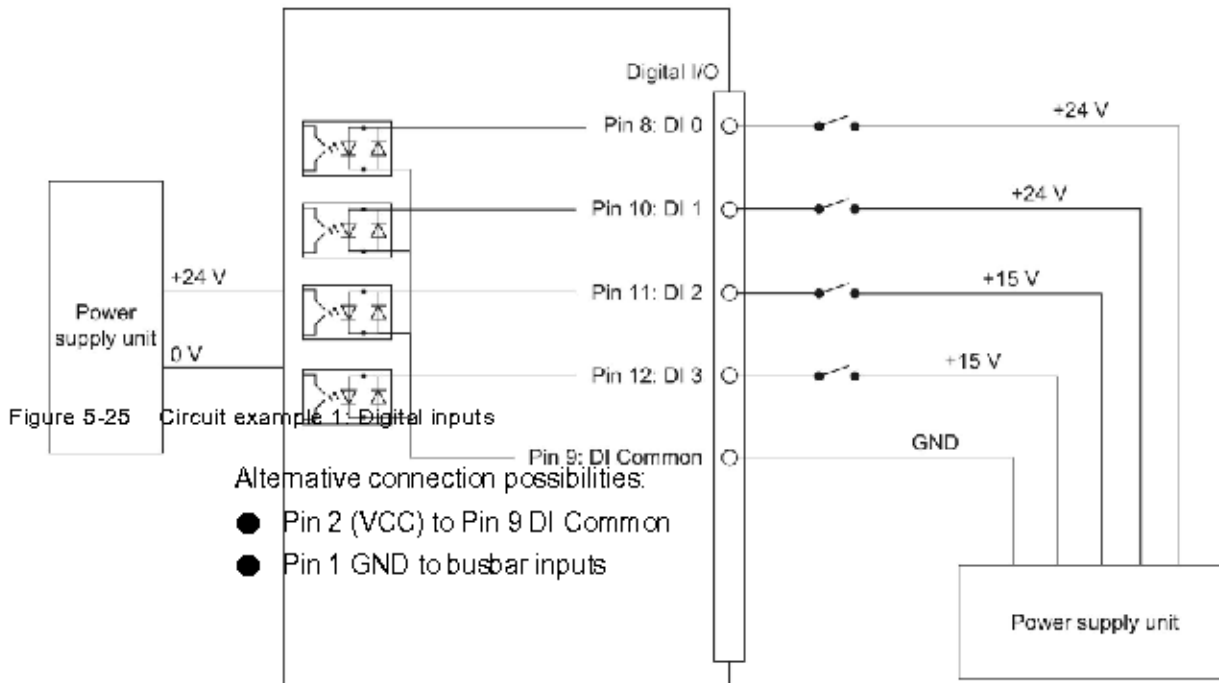 Digital I/O
Pin 8: DI 0
+24 V
Pin 10: DI 1
+24 V
+24 V
Pin 11: DI 2
+15 V
Power
supply unit
0 V
Pin 12: DI 3
+15 V
Figure 5-25 Circuit example 1: Digital inputs
Pin 9: DI Common
GND
Alternative connection possibilities:
● Pin 2 (VCC) to Pin 9 DI Common
● Pin 1 GND to busbar inputs
Power supply unit